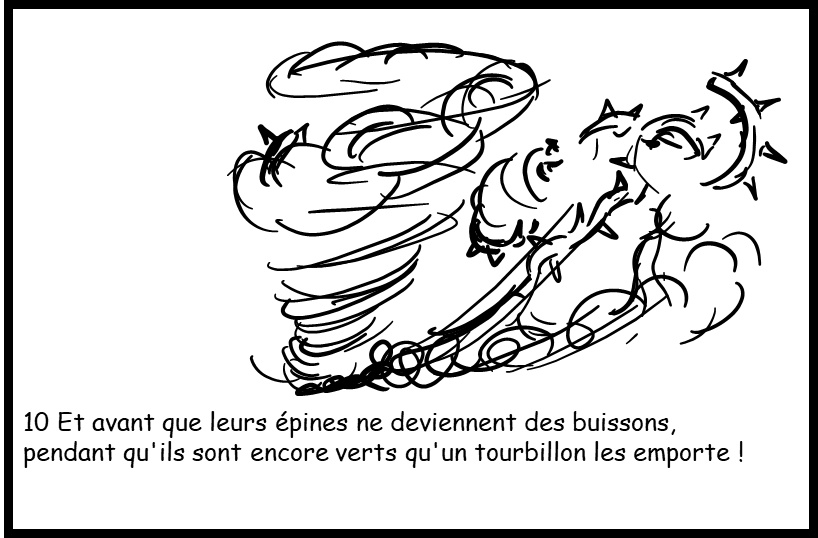 10 Et avant que leurs épines ne deviennent des buissons,
pendant qu'ils sont encore verts qu'un tourbillon les emporte !